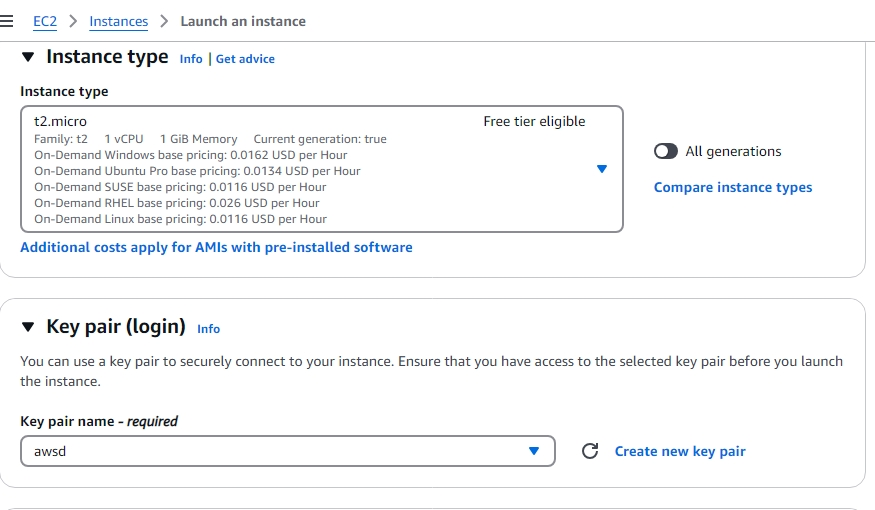 EC2 > Instances > Launch an instance
Instance type Info | Get advice
Instance type
t2.micro Free tier eligible
Family: t2 1 vCPU 1 GiB Memory Current generation: true
On-Demand Windows base pricing: 0.0162 USD per Hour
On-Demand Ubuntu Pro base pricing: 0.0134 USD per Hour
On-Demand SUSE base pricing: 0.0116 USD per Hour
On-Demand RHEL base pricing: 0.026 USD per Hour
On-Demand Linux base pricing: 0.0116 USD per Hour
All generations
Compare instance types
Additional costs apply for AMIs with pre-installed software
Key pair (login) Info
You can use a key pair to securely connect to your instance. Ensure that you have access to the selected key pair before you launch
the instance.
Key pair name - required
awsd
Create new key pair